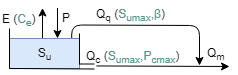 E (Ce) P Qq (Sumax,β)
Su Qc (Sumax,Pcmax) Qm